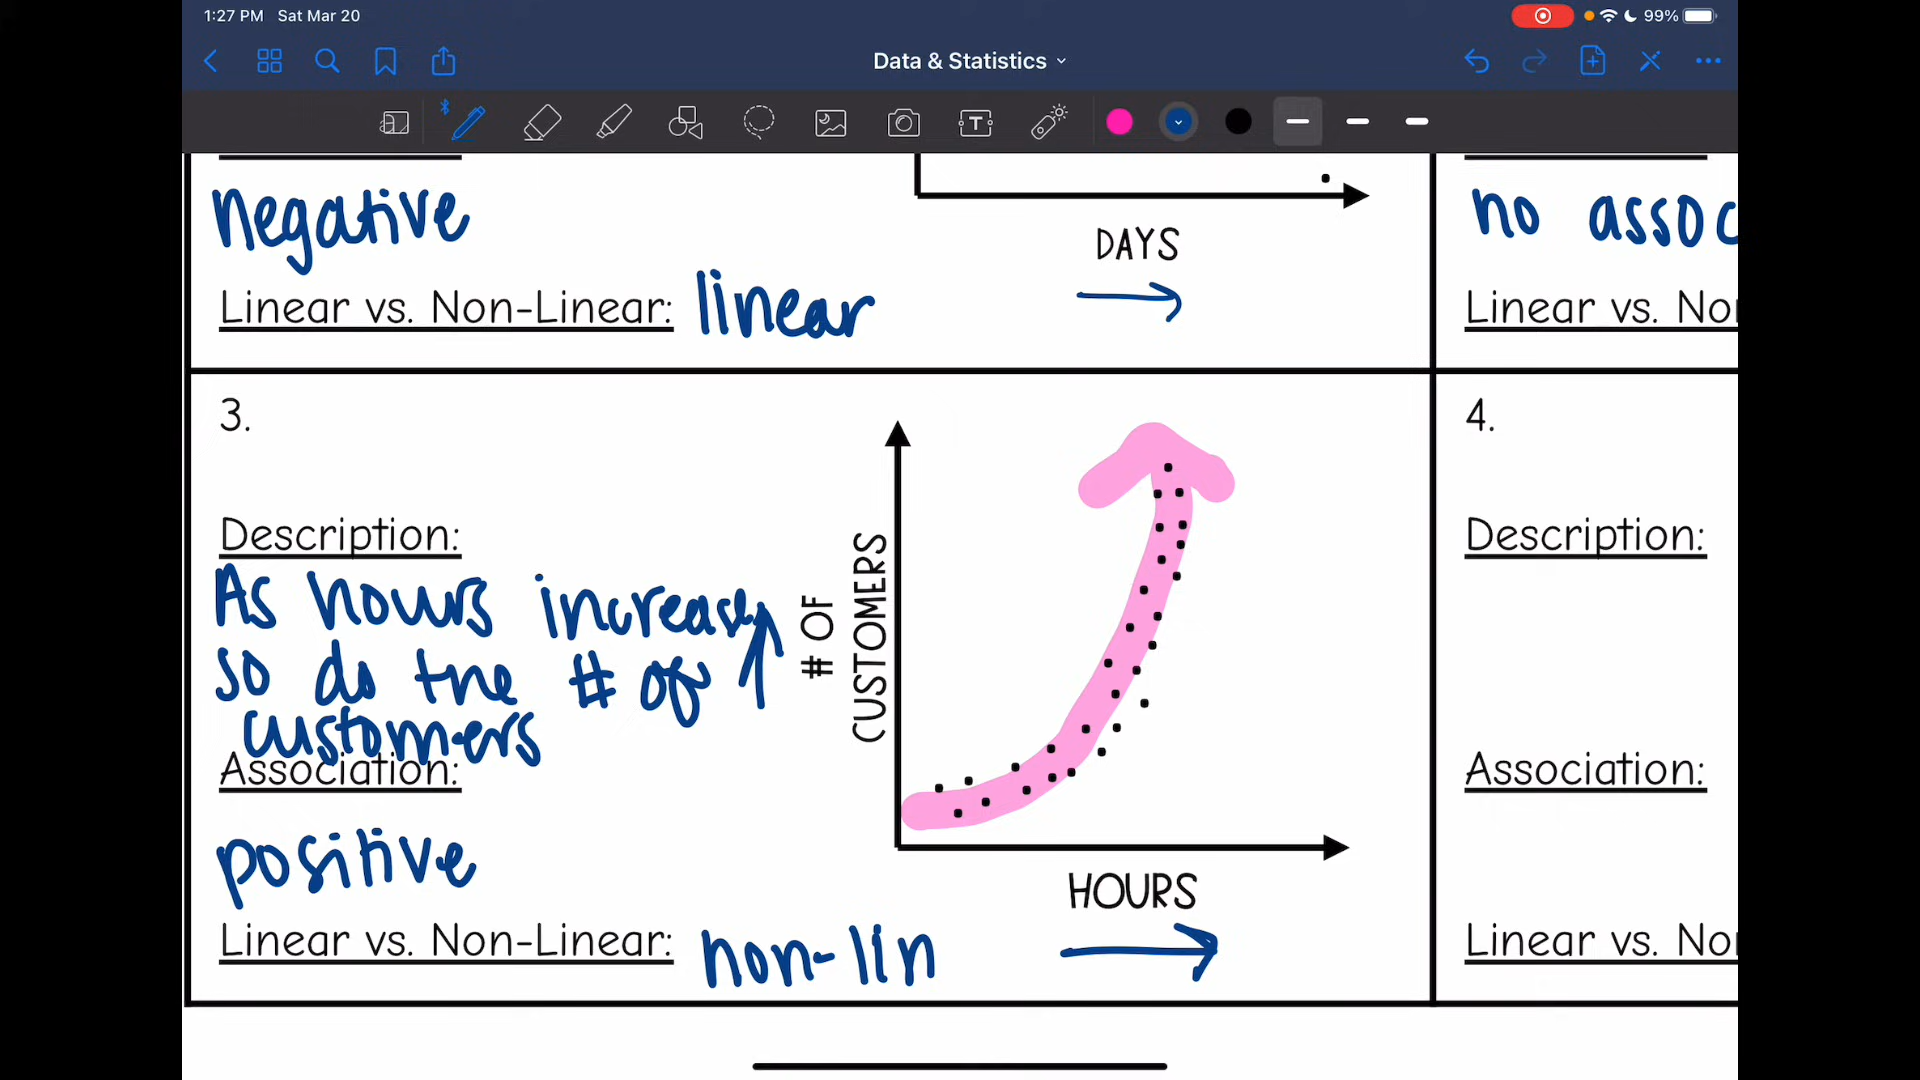 1:27 PM Sat Mar 20
99%
Data & Statistics
T
negative
DAYS
no assoc
Linear vs. Non-Linear: linear
Linear vs. No
3.
4.
Description:
Description:
As hours increase
so do the # of
customers
# OF
CUSTOMERS
Association:
Association:
positive
HOURS
Linear vs. Non-Linear: non-lin
Linear vs. No